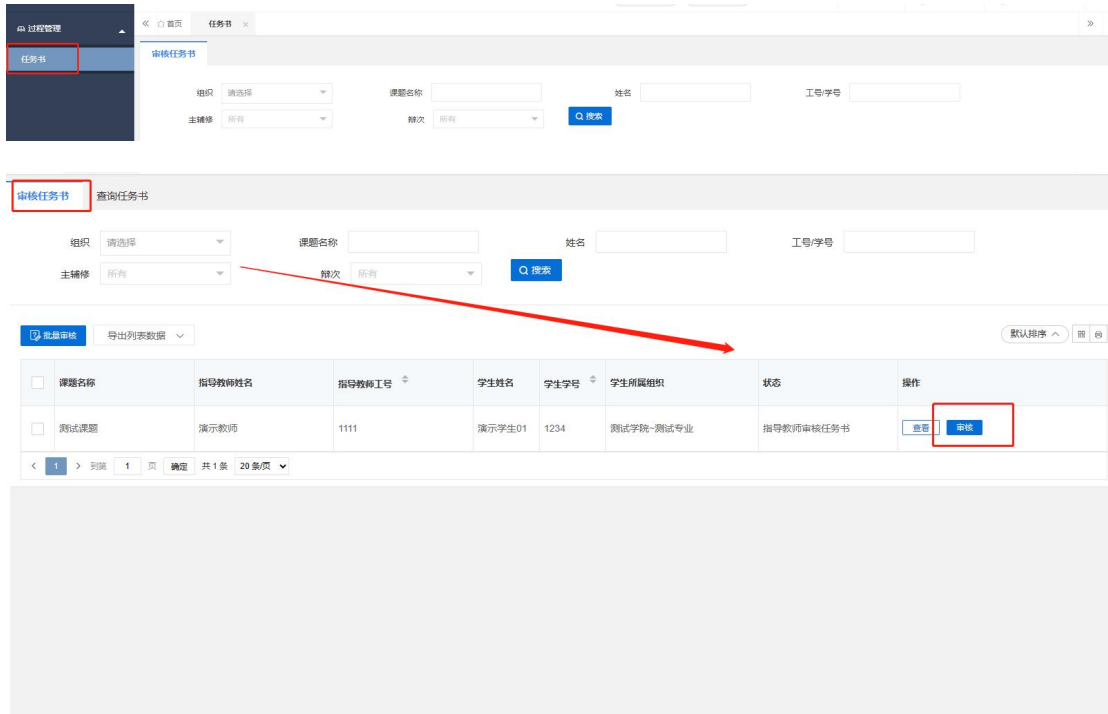 过程管理
首页 任务书 ×
任务书
审核任务书
组织 请选择 课题名称 姓名 工号/学号
主辅修 所有 辩次 所有 搜索
审核任务书 查询任务书
组织 请选择 课题名称 姓名 工号/学号
主辅修 所有 辩次 所有 搜索
批量审核 导出列表数据 默认排序
课题名称 指导教师姓名 指导教师工号 学生姓名 学生学号 学生所属组织 状态 操作
测试课题 演示教师 1111 演示学生01 1234 测试学院~测试专业 指导教师审核任务书 查看 审核
< 1 > 到第 1 页 确定 共 1 条 20 条/页